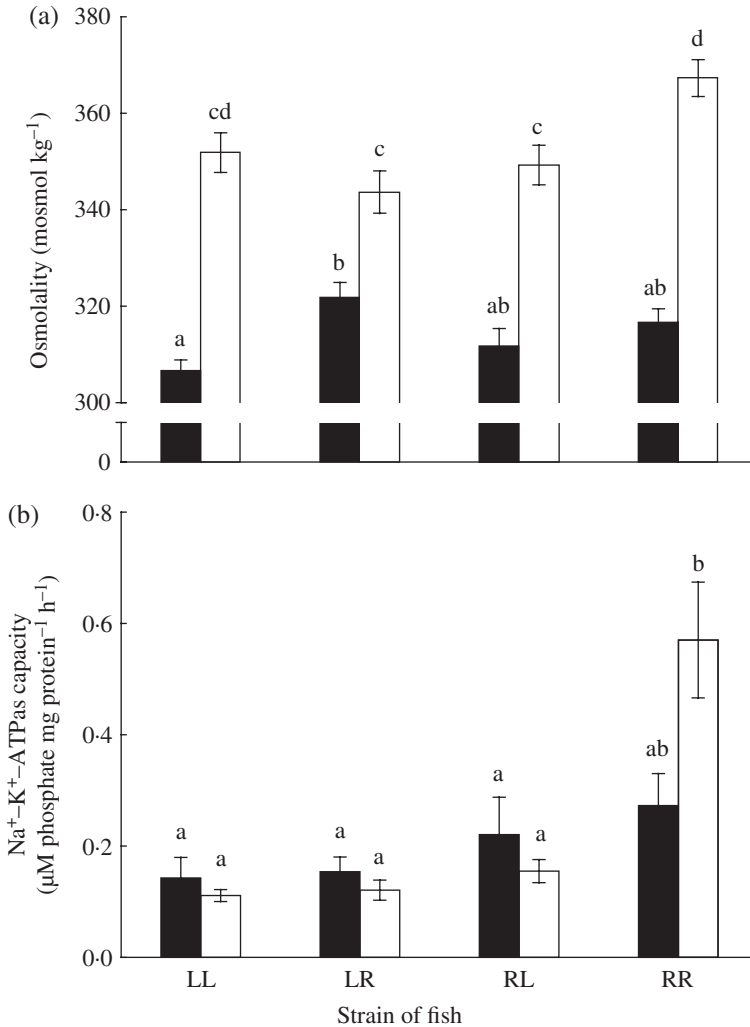 (a)
Osmolality (mosmol kg⁻¹)
380
360
340
320
300
0
a
cd
b
c
ab
c
ab
d
(b)
Na⁺–K⁺–ATPas capacity
(µM phosphate mg protein⁻¹ h⁻¹)
0·8
0·6
0·4
0·2
0·0
a
a
a
a
a
a
ab
b
LL
LR
RL
RR
Strain of fish